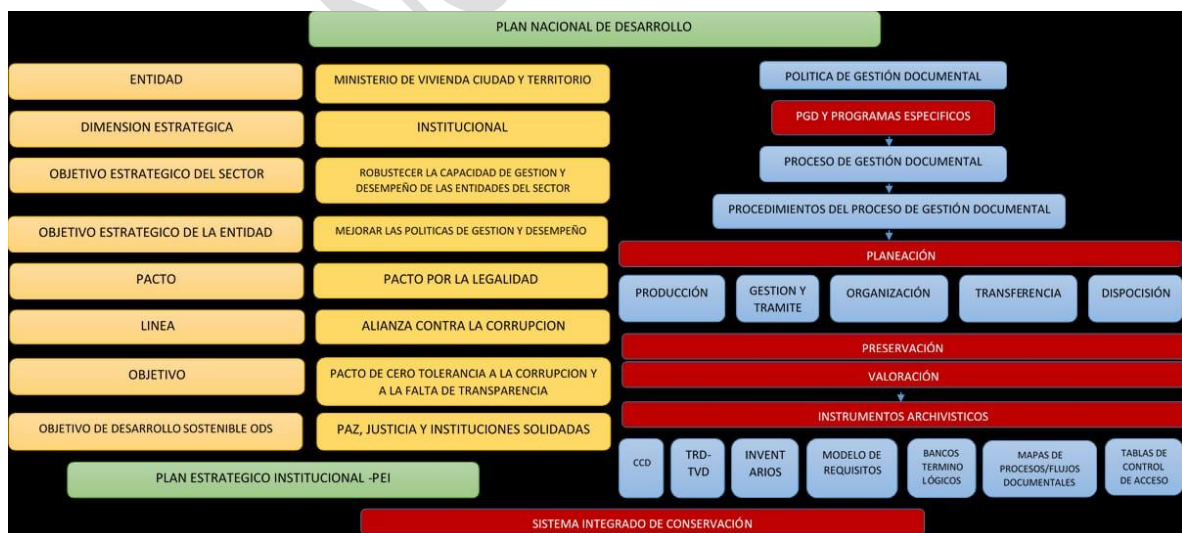 PLAN NACIONAL DE DESARROLLO
ENTIDAD
MINISTERIO DE VIVIENDA CIUDAD Y TERRITORIO
DIMENSION ESTRATEGICA
INSTITUCIONAL
OBJETIVO ESTRATEGICO DEL SECTOR
ROBUSTECER LA CAPACIDAD DE GESTION Y
DESEMPEÑO DE LAS ENTIDADES DEL SECTOR
OBJETIVO ESTRATEGICO DE LA ENTIDAD
MEJORAR LAS POLITICAS DE GESTION Y DESEMPEÑO
PACTO
PACTO POR LA LEGALIDAD
LINEA
ALIANZA CONTRA LA CORRUPCION
OBJETIVO
PACTO DE CERO TOLERANCIA A LA CORRUPCION Y
A LA FALTA DE TRANSPARENCIA
OBJETIVO DE DESARROLLO SOSTENIBLE ODS
PAZ, JUSTICIA Y INSTITUCIONES SOLIDADAS
PLAN ESTRATEGICO INSTITUCIONAL -PEI
POLITICA DE GESTIÓN DOCUMENTAL
PGD Y PROGRAMAS ESPECIFICOS
PROCESO DE GESTIÓN DOCUMENTAL
PROCEDIMIENTOS DEL PROCESO DE GESTIÓN DOCUMENTAL
PLANEACIÓN
PRODUCCIÓN
GESTION Y
TRAMITE
ORGANIZACIÓN
TRANSFERENCIA
DISPOCISIÓN
PRESERVACIÓN
VALORACIÓN
INSTRUMENTOS ARCHIVISTICOS
CCD
TRD-
TVD
INVENT
ARIOS
MODELO DE
REQUISITOS
BANCOS
TERMINO
LÓGICOS
MAPAS DE
PROCESOS/FLUJOS
DOCUMENTALES
TABLAS DE
CONTROL
DE ACCESO
SISTEMA INTEGRADO DE CONSERVACIÓN